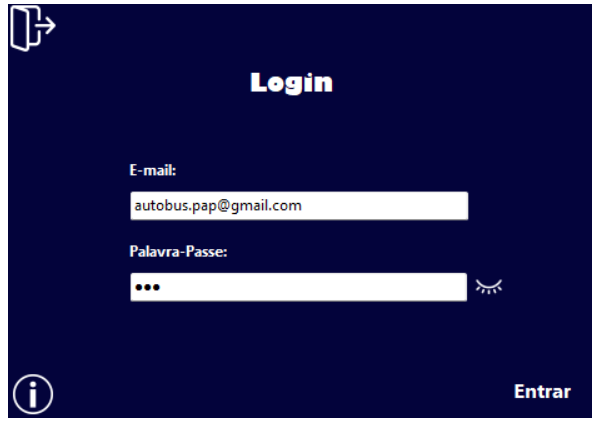 Login
E-mail:
autobus.pap@gmail.com
Palavra-Passe:
•••
Entrar